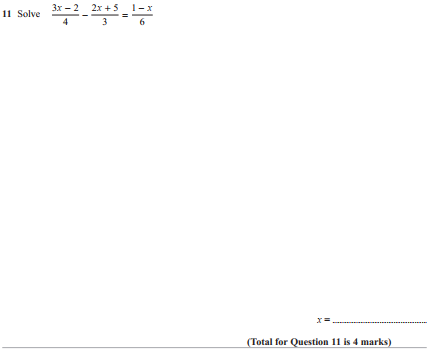 11 Solve (3x – 2)/4 – (2x + 5)/3 = (1 – x)/6
x =
(Total for Question 11 is 4 marks)